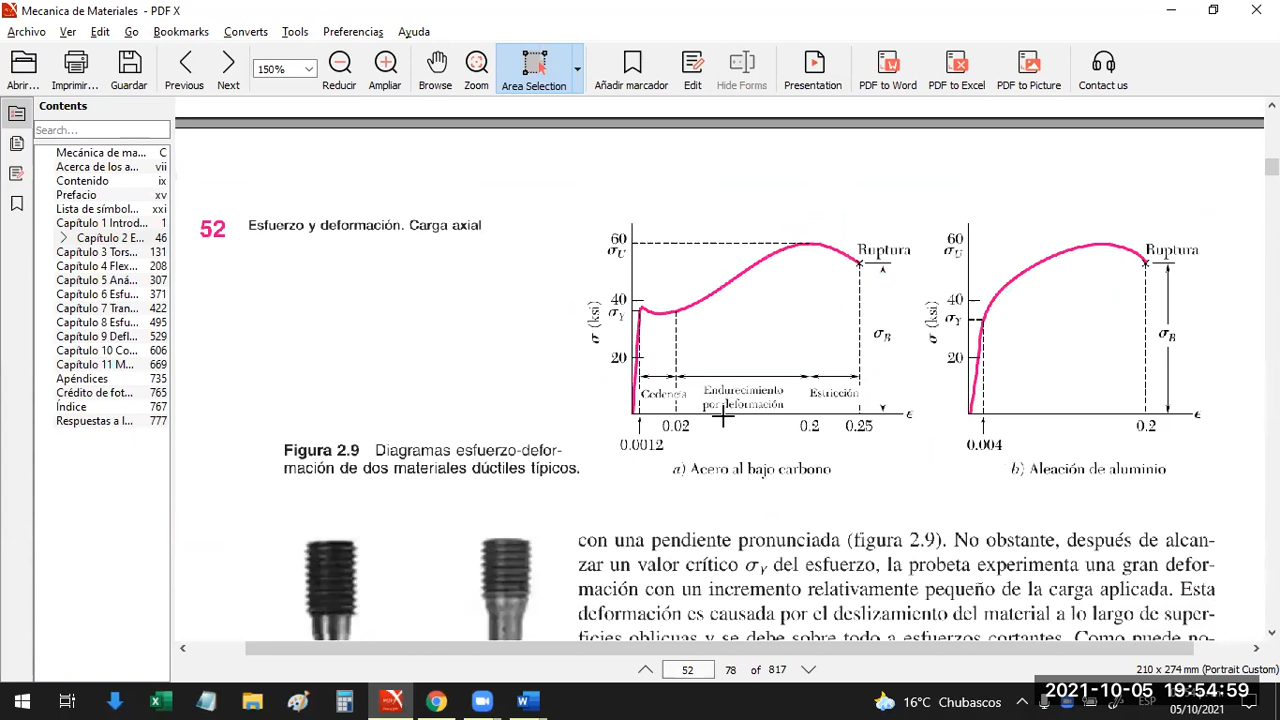 Mecanica de Materiales - PDF X
Archivo Ver Edit Go Bookmarks Converts Tools Preferencias Ayuda
Abrir... Imprimir... Guardar Previous Next 150% Reducir Ampliar Browse Zoom Area Selection Añadir marcador Edit Hide Forms Presentation PDF to Word PDF to Excel PDF to Picture Contact us
Contents
Search...
Mecánica de ma... C
Acerca de los a... vii
Contenido ix
Prefacio xv
Lista de símbol... xxi
Capítulo 1 Introd... 1
Capítulo 2 E... 46
Capítulo 3 Tors... 131
Capítulo 4 Flex... 208
Capítulo 5 Aná... 307
Capítulo 6 Esfu... 371
Capítulo 7 Tran... 422
Capítulo 8 Esfu... 495
Capítulo 9 Defl... 529
Capítulo 10 Co... 606
Capítulo 11 M... 669
Apéndices 735
Crédito de fot... 765
Índice 767
Respuestas a l... 777
52 Esfuerzo y deformación. Carga axial
60
σU
Ruptura
40
σY
σ (ksi)
σB
20
Cedencia
Endurecimiento
por deformación
Estricción
ϵ
0.02 0.2 0.25
0.0012
a) Acero al bajo carbono
60
σU
Ruptura
40
σY
σ (ksi)
σB
20
ϵ
0.2
0.004
b) Aleación de aluminio
Figura 2.9 Diagramas esfuerzo-defor-
mación de dos materiales dúctiles típicos.
con una pendiente pronunciada (figura 2.9). No obstante, después de alcan-
zar un valor crítico σY del esfuerzo, la probeta experimenta una gran defor-
mación con un incremento relativamente pequeño de la carga aplicada. Esta
deformación es causada por el deslizamiento del material a lo largo de super-
ficies oblicuas y se debe sobre todo a esfuerzos cortantes. Como puede no-
52 78 of 817
210 x 274 mm (Portrait Custom)
16°C Chubascos
ESP
2021-10-05 19:54:59
05/10/2021